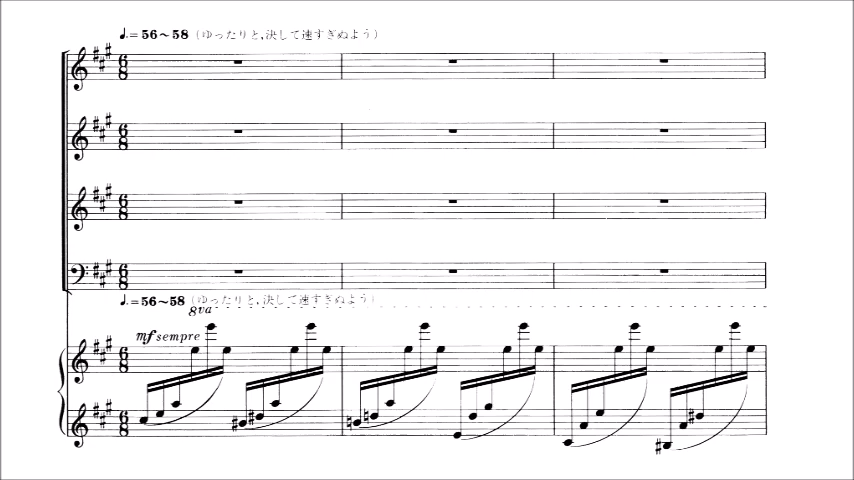 ♩.= 56～58 (ゆったりと,決して速すぎぬよう)
♩.= 56～58 (ゆったりと,決して速すぎぬよう)
8va
mf sempre